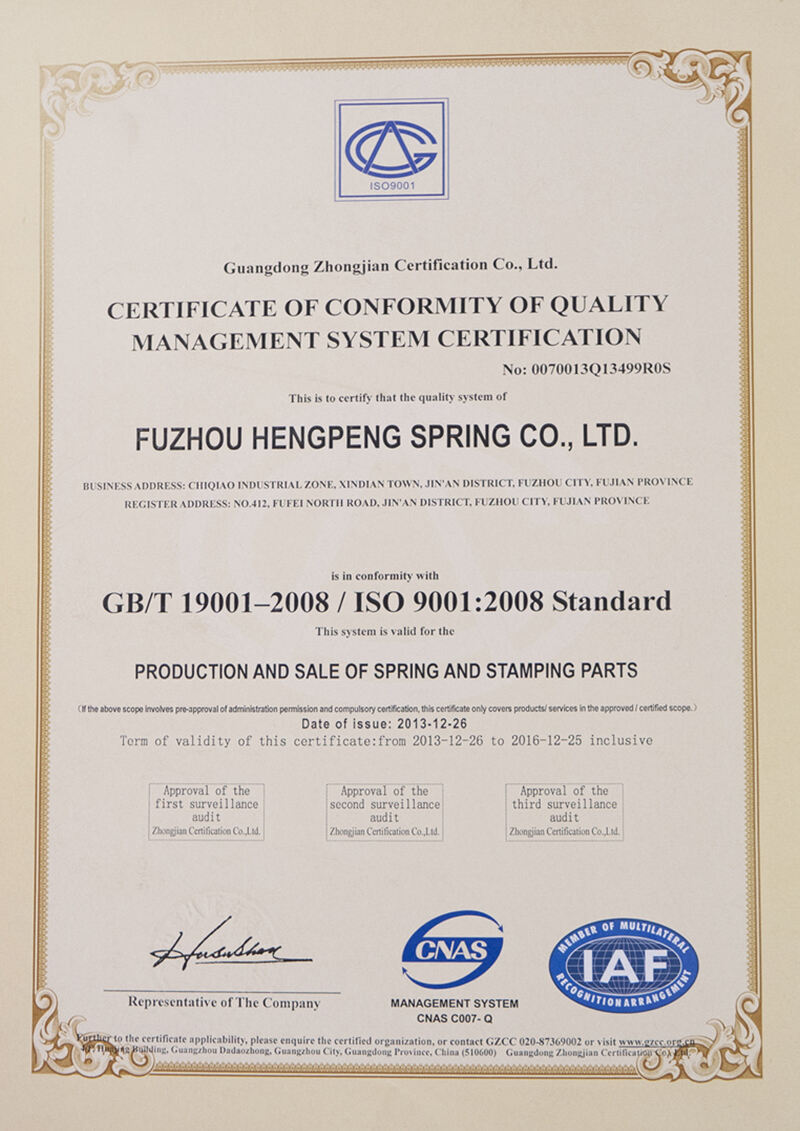 ISO9001
Guangdong Zhongjian Certification Co., Ltd.
CERTIFICATE OF CONFORMITY OF QUALITY
MANAGEMENT SYSTEM CERTIFICATION
No: 0070013Q13499R0S
This is to certify that the quality system of
FUZHOU HENGPENG SPRING CO., LTD.
BUSINESS ADDRESS: CHIQIAO INDUSTRIAL ZONE, XINDIAN TOWN, JIN'AN DISTRICT, FUZHOU CITY, FUJIAN PROVINCE
REGISTER ADDRESS: NO.412, FUFEI NORTH ROAD, JIN'AN DISTRICT, FUZHOU CITY, FUJIAN PROVINCE
is in conformity with
GB/T 19001–2008 / ISO 9001:2008 Standard
This system is valid for the
PRODUCTION AND SALE OF SPRING AND STAMPING PARTS
(If the above scope involves pre-approval of administration permission and compulsory certification, this certificate only covers products/ services in the approved / certified scope.)
Date of issue: 2013-12-26
Term of validity of this certificate:from 2013-12-26 to 2016-12-25 inclusive
Approval of the
first surveillance
audit
Zhongjian Certification Co.,Ltd.
Approval of the
second surveillance
audit
Zhongjian Certification Co.,Ltd.
Approval of the
third surveillance
audit
Zhongjian Certification Co.,Ltd.
Representative of The Company
CNAS
MANAGEMENT SYSTEM
CNAS C007- Q
MEMBER OF MULTILATERAL
IAF
RECOGNITION ARRANGEMENT
Further to the certificate applicability, please enquire the certified organization, or contact GZCC 020-87369002 or visit www.gzcc.org.cn
Building, Guangzhou Dadaozhong, Guangzhou City, Guangdong Province, China (510600) Guangdong Zhongjian Certification Co., Ltd.